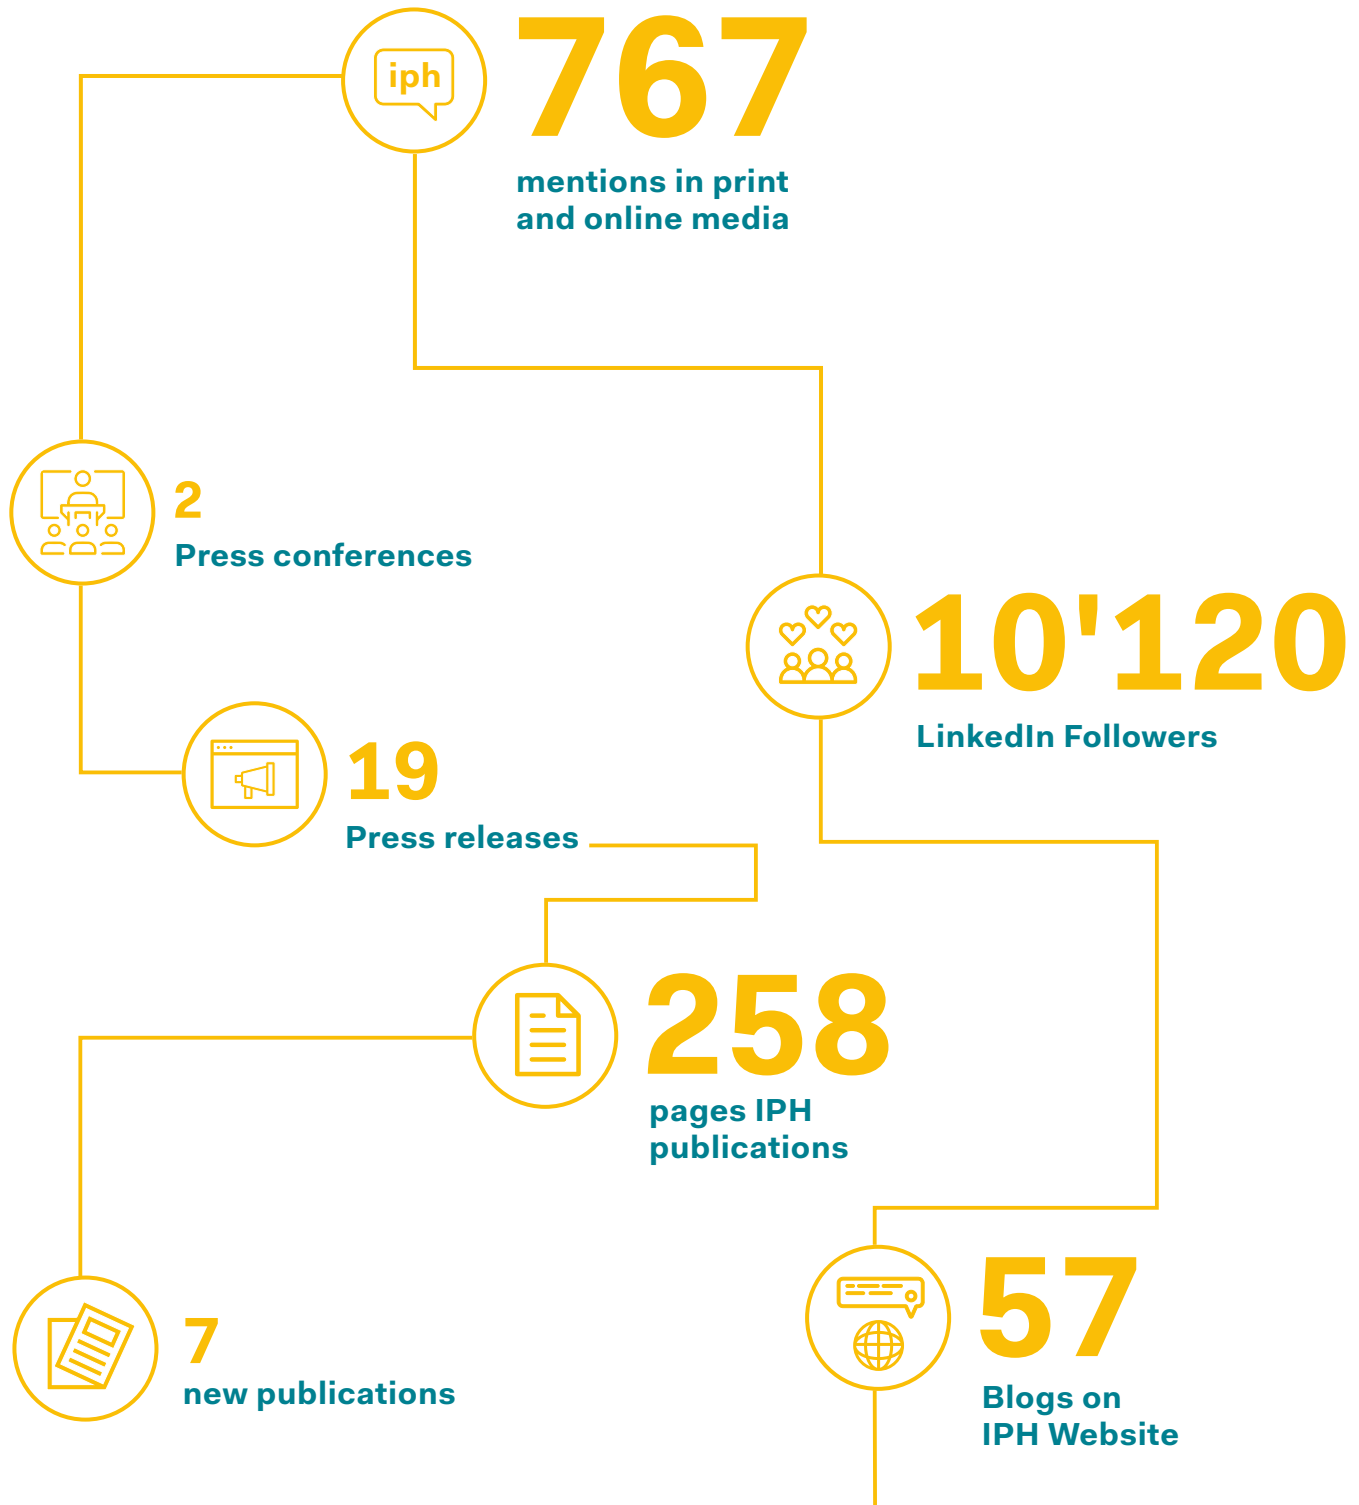 iph
767
mentions in print
and online media
2
Press conferences
10'120
LinkedIn Followers
19
Press releases
258
pages IPH
publications
7
new publications
57
Blogs on
IPH Website